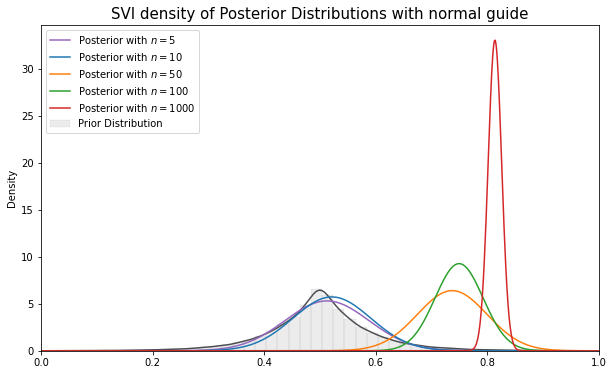 SVI density of Posterior Distributions with normal guide
Posterior with n = 5
Posterior with n = 10
Posterior with n = 50
Posterior with n = 100
Posterior with n = 1000
Prior Distribution
Density
30
25
20
15
10
5
0
0.0 0.2 0.4 0.6 0.8 1.0